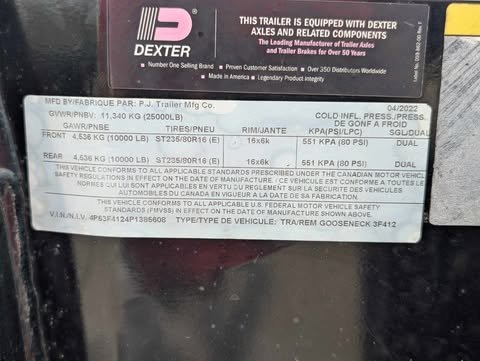 DEXTER
THIS TRAILER IS EQUIPPED WITH DEXTER
AXLES AND RELATED COMPONENTS
The Leading Manufacturer of Trailer Axles
and Trailer Brakes for Over 50 Years
• Number One Selling Brand • Proven Customer Satisfaction • Over 350 Distributors Worldwide
• Made in America • Legendary Product Integrity
MFD BY/FABRIQUE PAR: P.J. Trailer Mfg Co. 04/2022
GVWR/PNBV: 11,340 KG (25000LB) COLD INFL. PRESS./PRESS.
DE GONF A FROID
GAWR/PNBE TIRES/PNEU RIM/JANTE KPA(PSI/LPC) SGL/DUAL
FRONT 4,536 KG (10000 LB) ST235/80R16 (E) 16x6k 551 KPA (80 PSI) DUAL
REAR 4,536 KG (10000 LB) ST235/80R16 (E) 16x6k 551 KPA (80 PSI) DUAL
THIS VEHICLE CONFORMS TO ALL APPLICABLE STANDARDS PRESCRIBED UNDER THE CANADIAN MOTOR VEHICLE
SAFETY REGULATIONS IN EFFECT ON THE DATE OF MANUFACTURE / CE VEHICULE EST CONFORME A TOUTES LE
NORMES QUI LUI SONT APPLICABLES EN VERTU DU REGLEMENT SUR LA SECURITE DES VEHICULES
AUTOMOBILES DU CANADA EN VIGUEUR A LA DATE DE SA FABRICATION.
THIS VEHICLE CONFORMS TO ALL APPLICABLE U.S. FEDERAL MOTOR VEHICLE SAFETY
STANDARDS (FMVSS) IN EFFECT ON THE DATE OF MANUFACTURE SHOWN ABOVE.
V.I.N./N.I.V. 4P53F4124P1386608 TYPE/TYPE DE VEHICULE: TRA/REM GOOSENECK 3F412